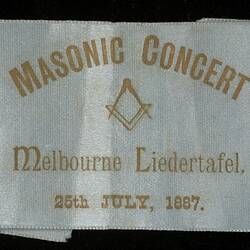 MASONIC CONCERT
Melbourne Liedertafel,
25th JULY, 1887.